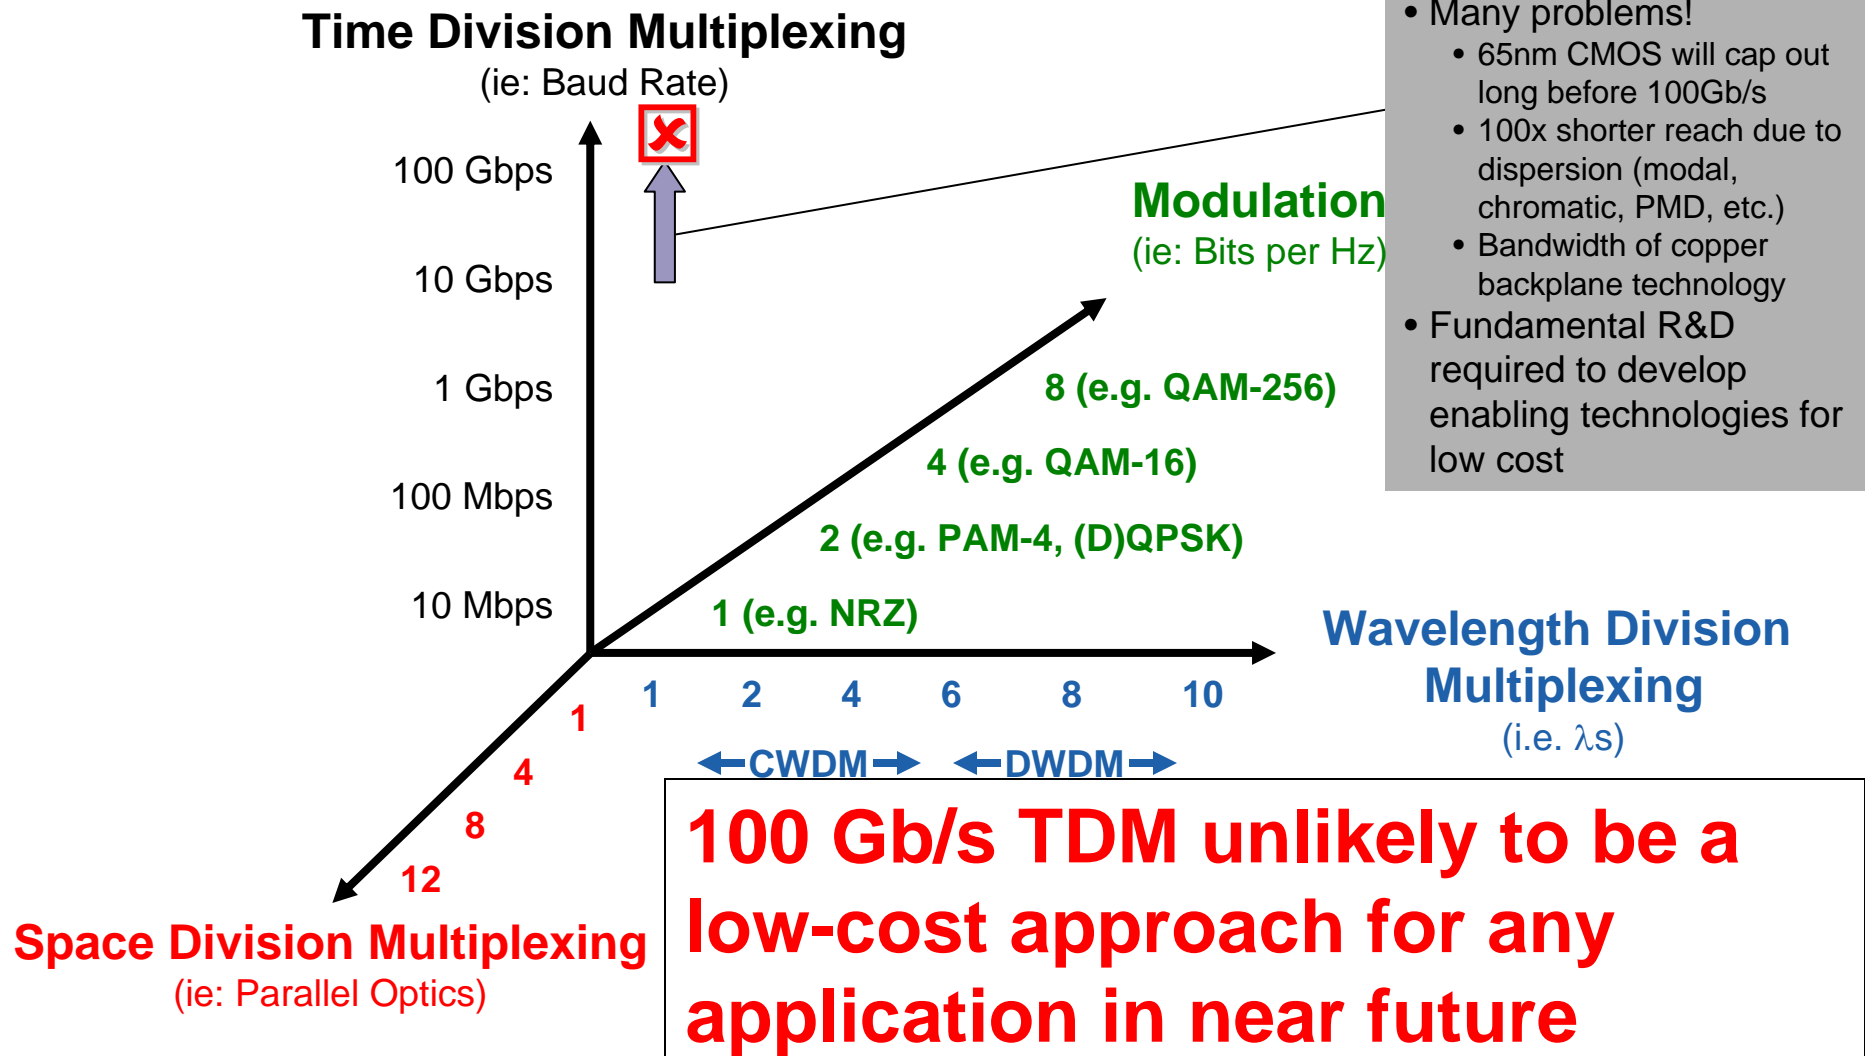 Time Division Multiplexing
(ie: Baud Rate)
100 Gbps
10 Gbps
1 Gbps
100 Mbps
10 Mbps
Modulation
(ie: Bits per Hz)
8 (e.g. QAM-256)
4 (e.g. QAM-16)
2 (e.g. PAM-4, (D)QPSK)
1 (e.g. NRZ)
• Many problems!
• 65nm CMOS will cap out
long before 100Gb/s
• 100x shorter reach due to
dispersion (modal,
chromatic, PMD, etc.)
• Bandwidth of copper
backplane technology
• Fundamental R&D
required to develop
enabling technologies for
low cost
Wavelength Division
Multiplexing
(i.e. λs)
1 2 4 6 8 10
CWDM DWDM
1
4
8
12
Space Division Multiplexing
(ie: Parallel Optics)
100 Gb/s TDM unlikely to be a
low-cost approach for any
application in near future